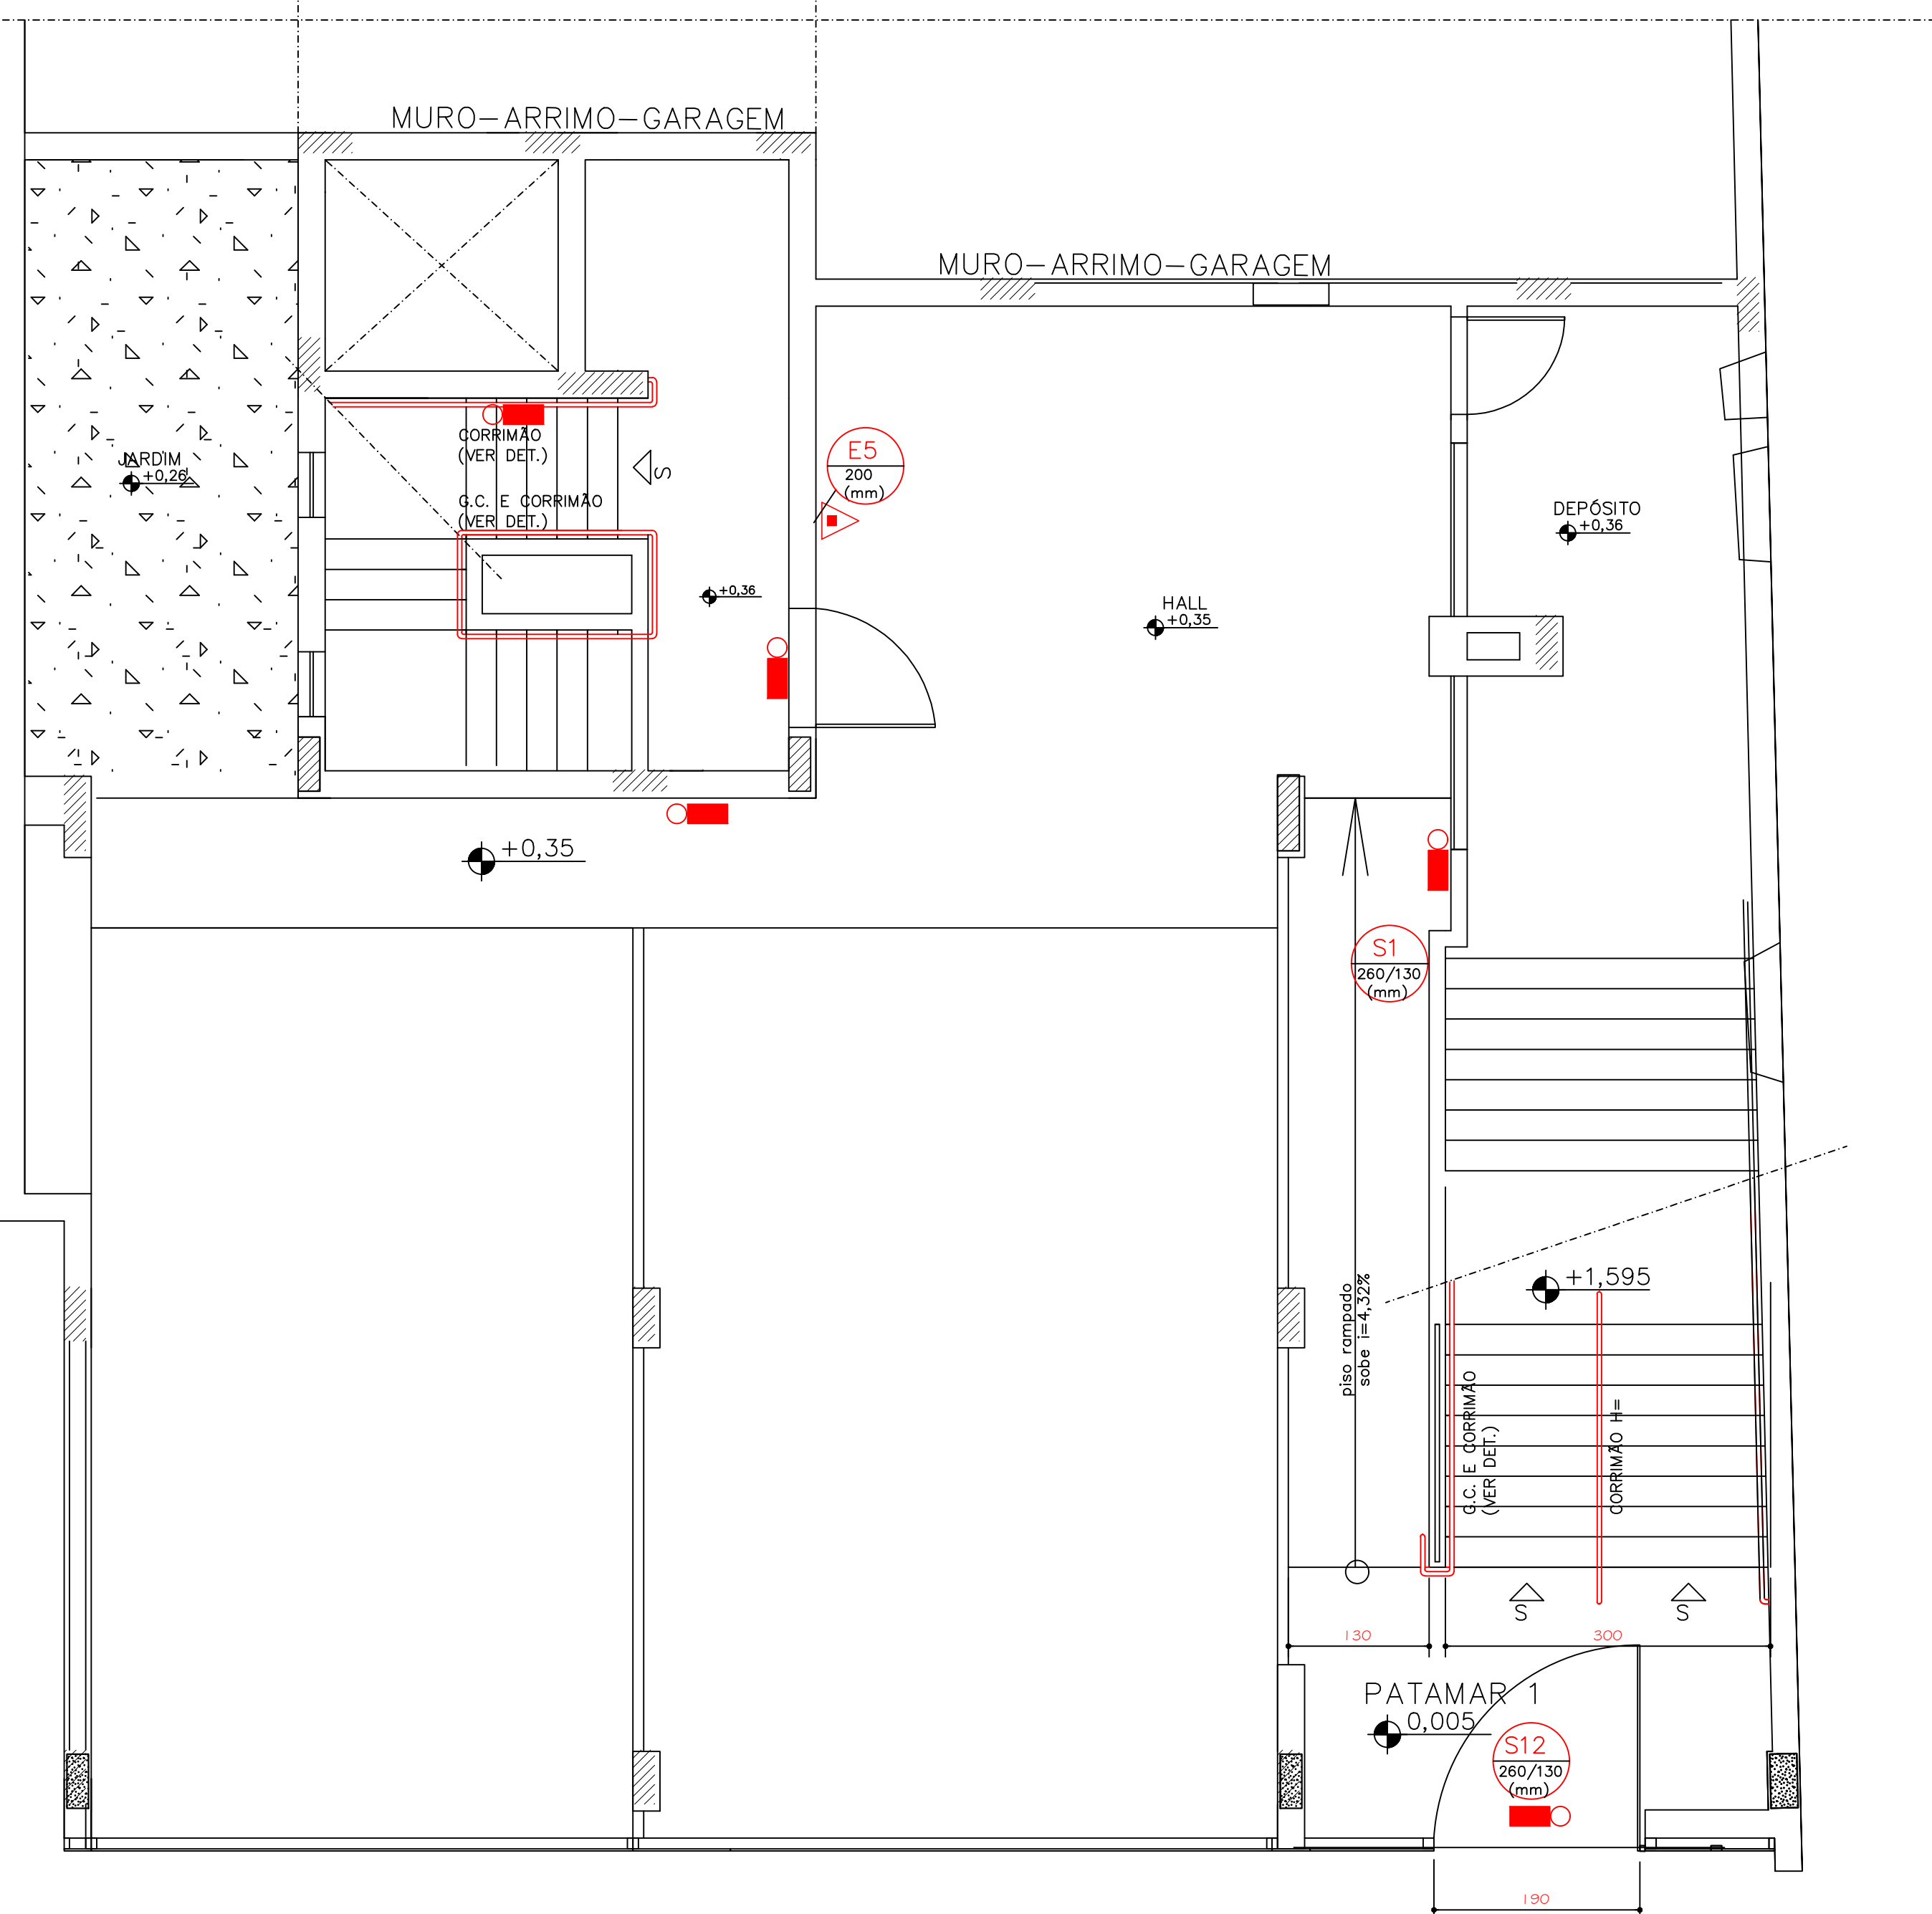 MURO-ARRIMO-GARAGEM
MURO-ARRIMO-GARAGEM
CORRIMÃO
(VER DET.)
S
E5
200
(mm)
JARDIM
+0,26
G.C. E CORRIMÃO
(VER DET.)
DEPÓSITO
+0,36
+0,36
HALL
+0,35
+0,35
S1
260/130
(mm)
piso rampado
sobe i=4,32%
+1,595
G.C. E CORRIMÃO
(VER DET.)
CORRIMÃO H=
S
S
130
300
PATAMAR 1
0,005
S12
260/130
(mm)
190